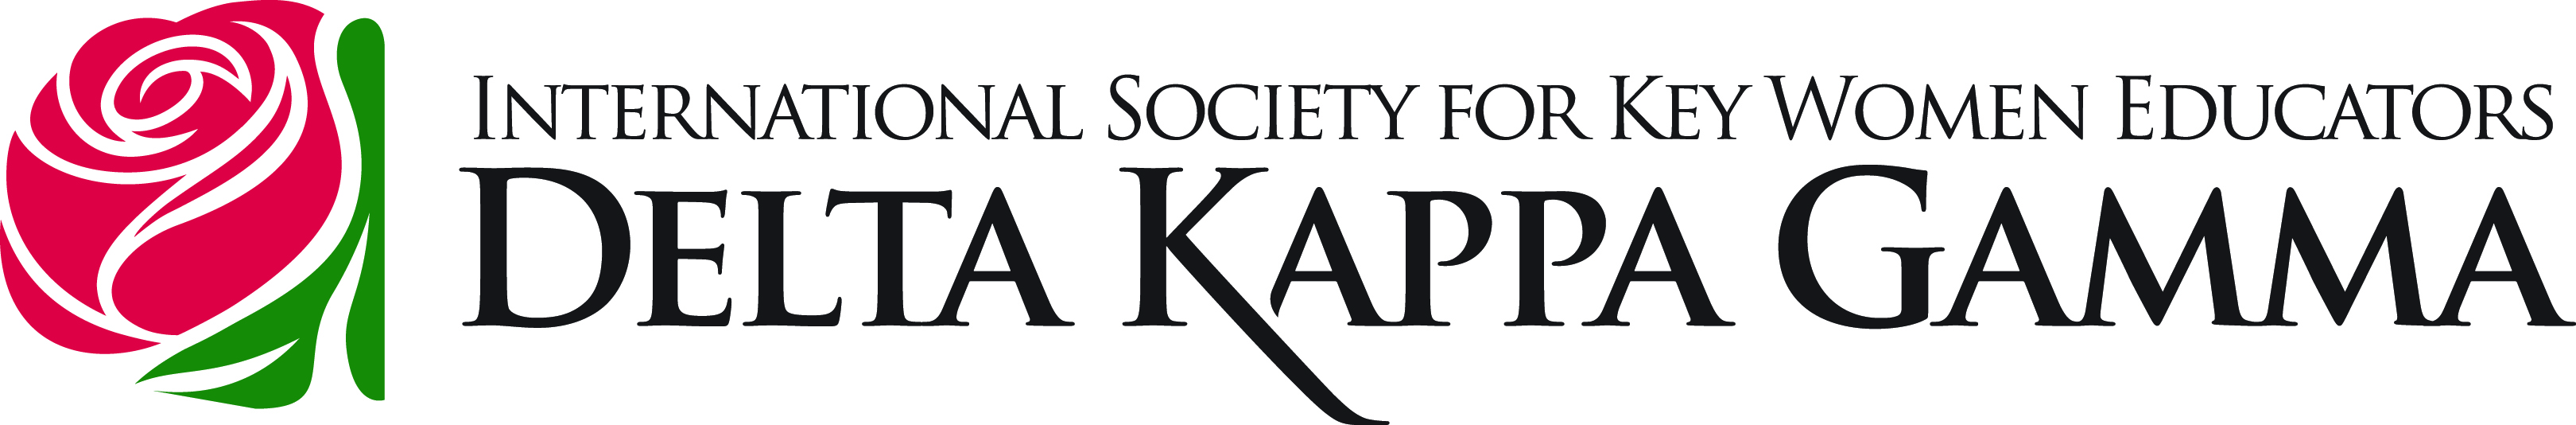 International Society for Key Women Educators
Delta Kappa Gamma